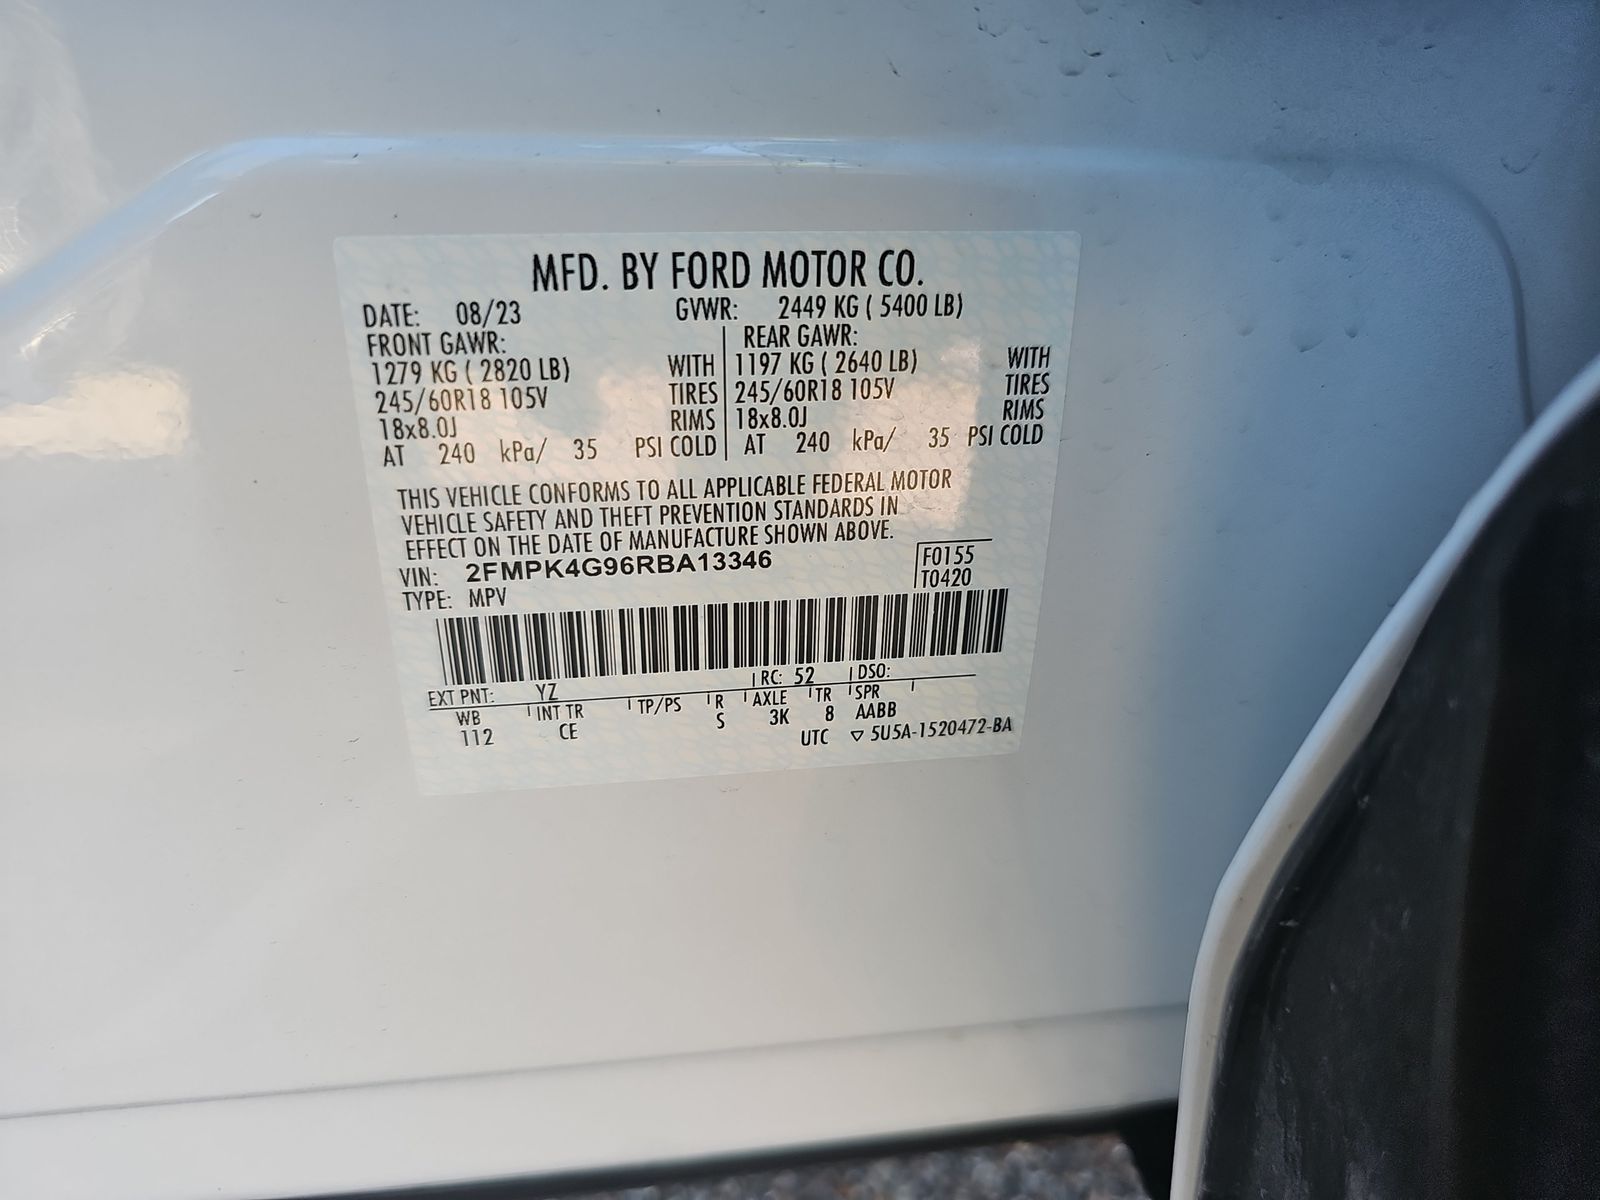 MFD. BY FORD MOTOR CO.
DATE: 08/23 GVWR: 2449 KG ( 5400 LB)
FRONT GAWR: REAR GAWR:
1279 KG ( 2820 LB) WITH 1197 KG ( 2640 LB) WITH
245/60R18 105V TIRES 245/60R18 105V TIRES
18x8.0J RIMS 18x8.0J RIMS
AT 240 kPa/ 35 PSI COLD AT 240 kPa/ 35 PSI COLD
THIS VEHICLE CONFORMS TO ALL APPLICABLE FEDERAL MOTOR
VEHICLE SAFETY AND THEFT PREVENTION STANDARDS IN
EFFECT ON THE DATE OF MANUFACTURE SHOWN ABOVE.
VIN: 2FMPK4G96RBA13346 F0155
TYPE: MPV T0420
EXT PNT: YZ RC: 52 DSO:
WB INT TR TP/PS R AXLE TR SPR
112 CE S 3K 8 AABB
UTC ▽ 5U5A-1520472-BA